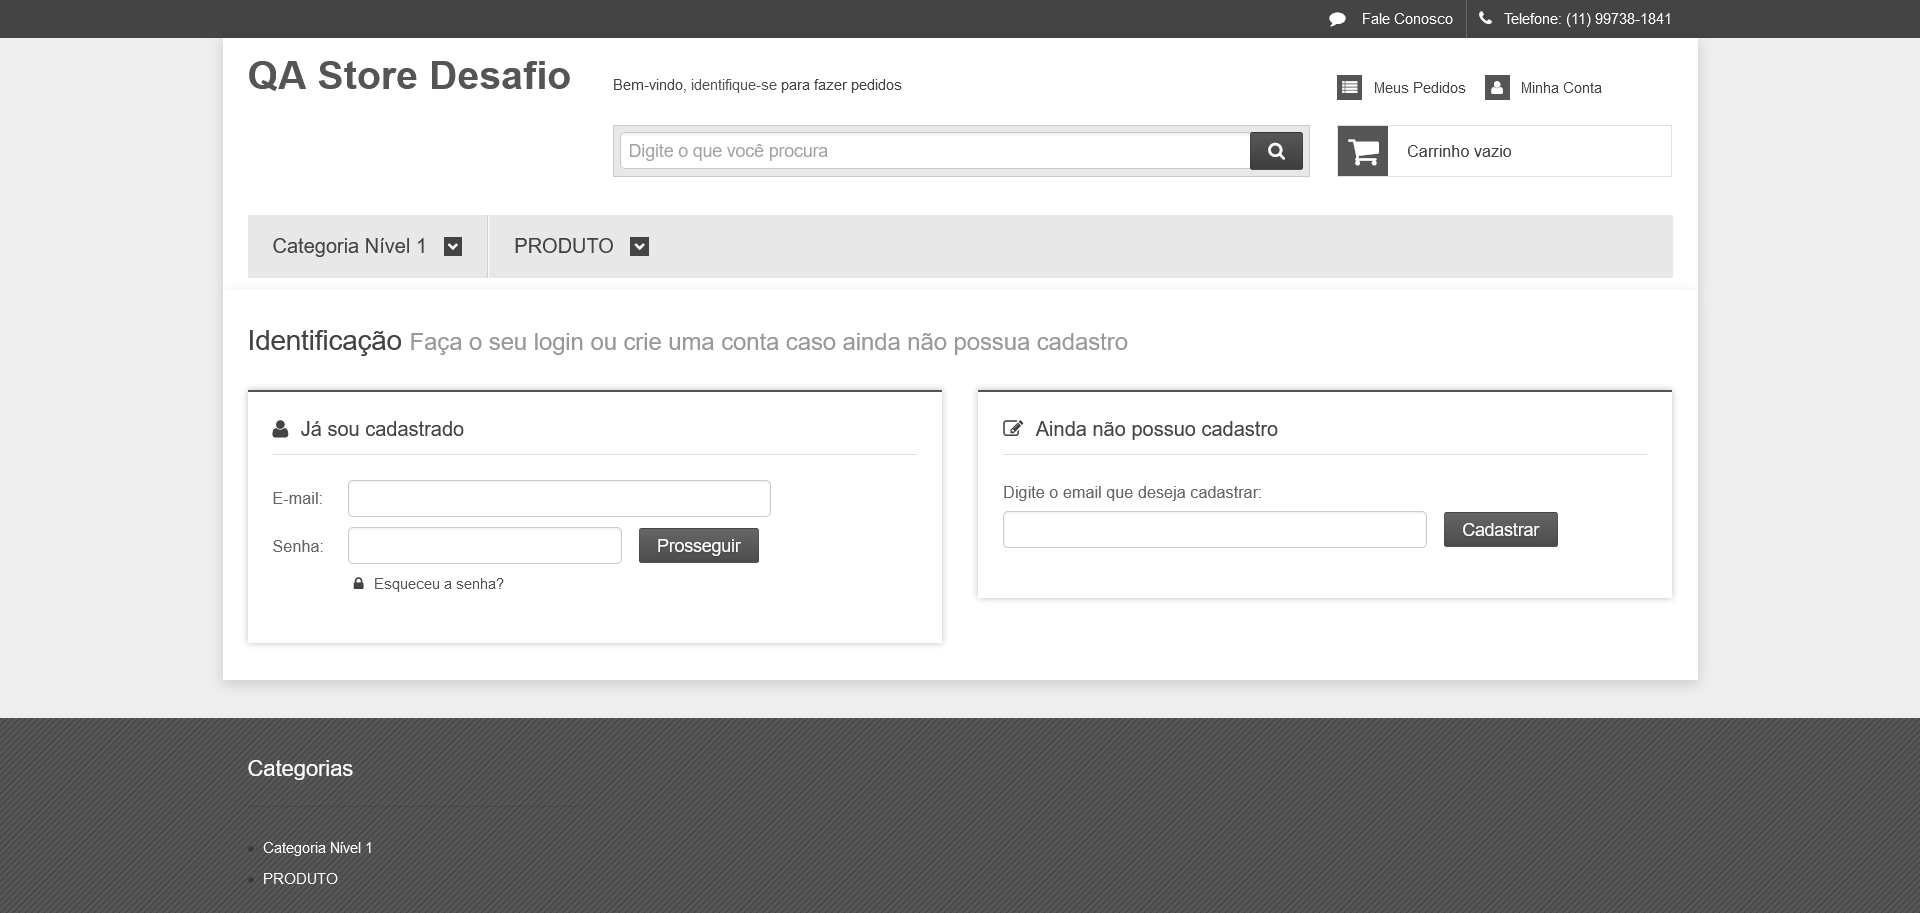 Fale Conosco
Telefone: (11) 99738-1841
QA Store Desafio
Bem-vindo, identifique-se para fazer pedidos
Meus Pedidos
Minha Conta
Digite o que você procura
Carrinho vazio
Categoria Nível 1
PRODUTO
Identificação Faça o seu login ou crie uma conta caso ainda não possua cadastro
Já sou cadastrado
E-mail:
Senha:
Prosseguir
Esqueceu a senha?
Ainda não possuo cadastro
Digite o email que deseja cadastrar:
Cadastrar
Categorias
Categoria Nível 1
PRODUTO